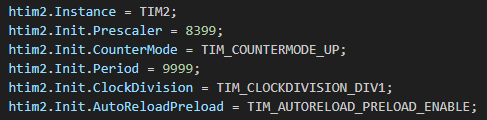 htim2.Instance = TIM2;
htim2.Init.Prescaler = 8399;
htim2.Init.CounterMode = TIM_COUNTERMODE_UP;
htim2.Init.Period = 9999;
htim2.Init.ClockDivision = TIM_CLOCKDIVISION_DIV1;
htim2.Init.AutoReloadPreload = TIM_AUTORELOAD_PRELOAD_ENABLE;